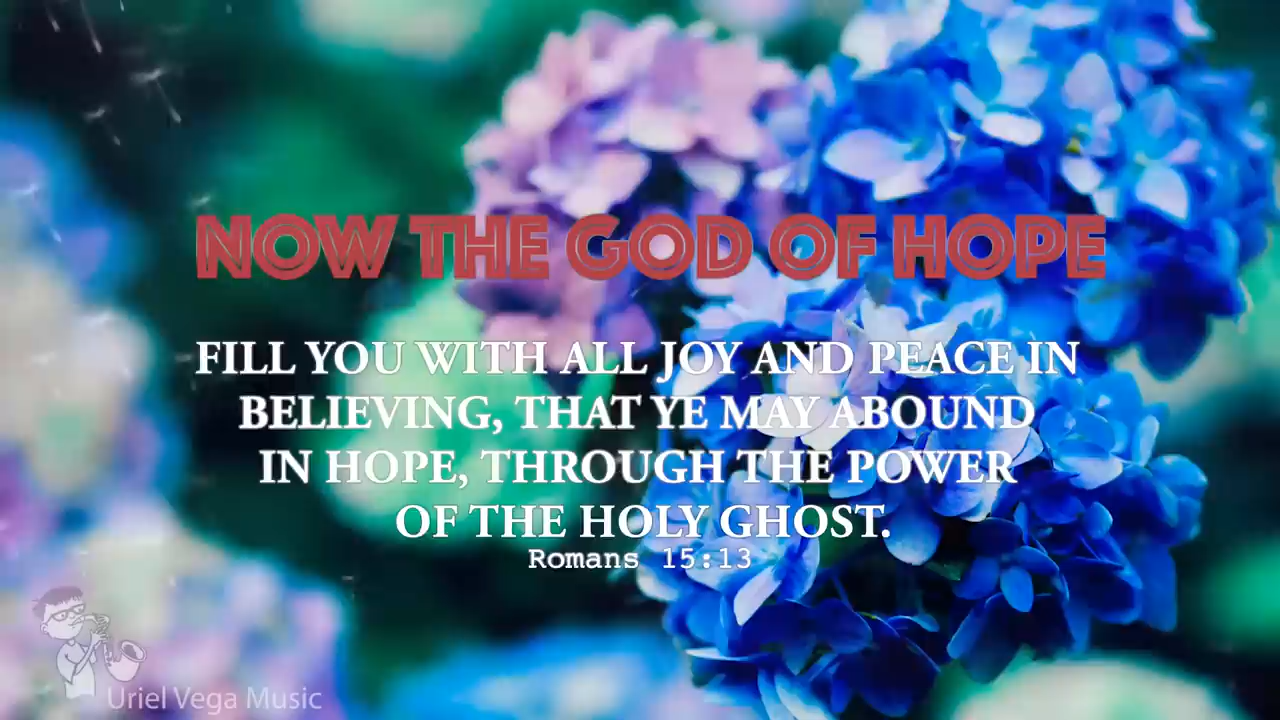 NOW THE GOD OF HOPE
FILL YOU WITH ALL JOY AND PEACE IN
BELIEVING, THAT YE MAY ABOUND
IN HOPE, THROUGH THE POWER
OF THE HOLY GHOST.
Romans 15:13
Uriel Vega Music